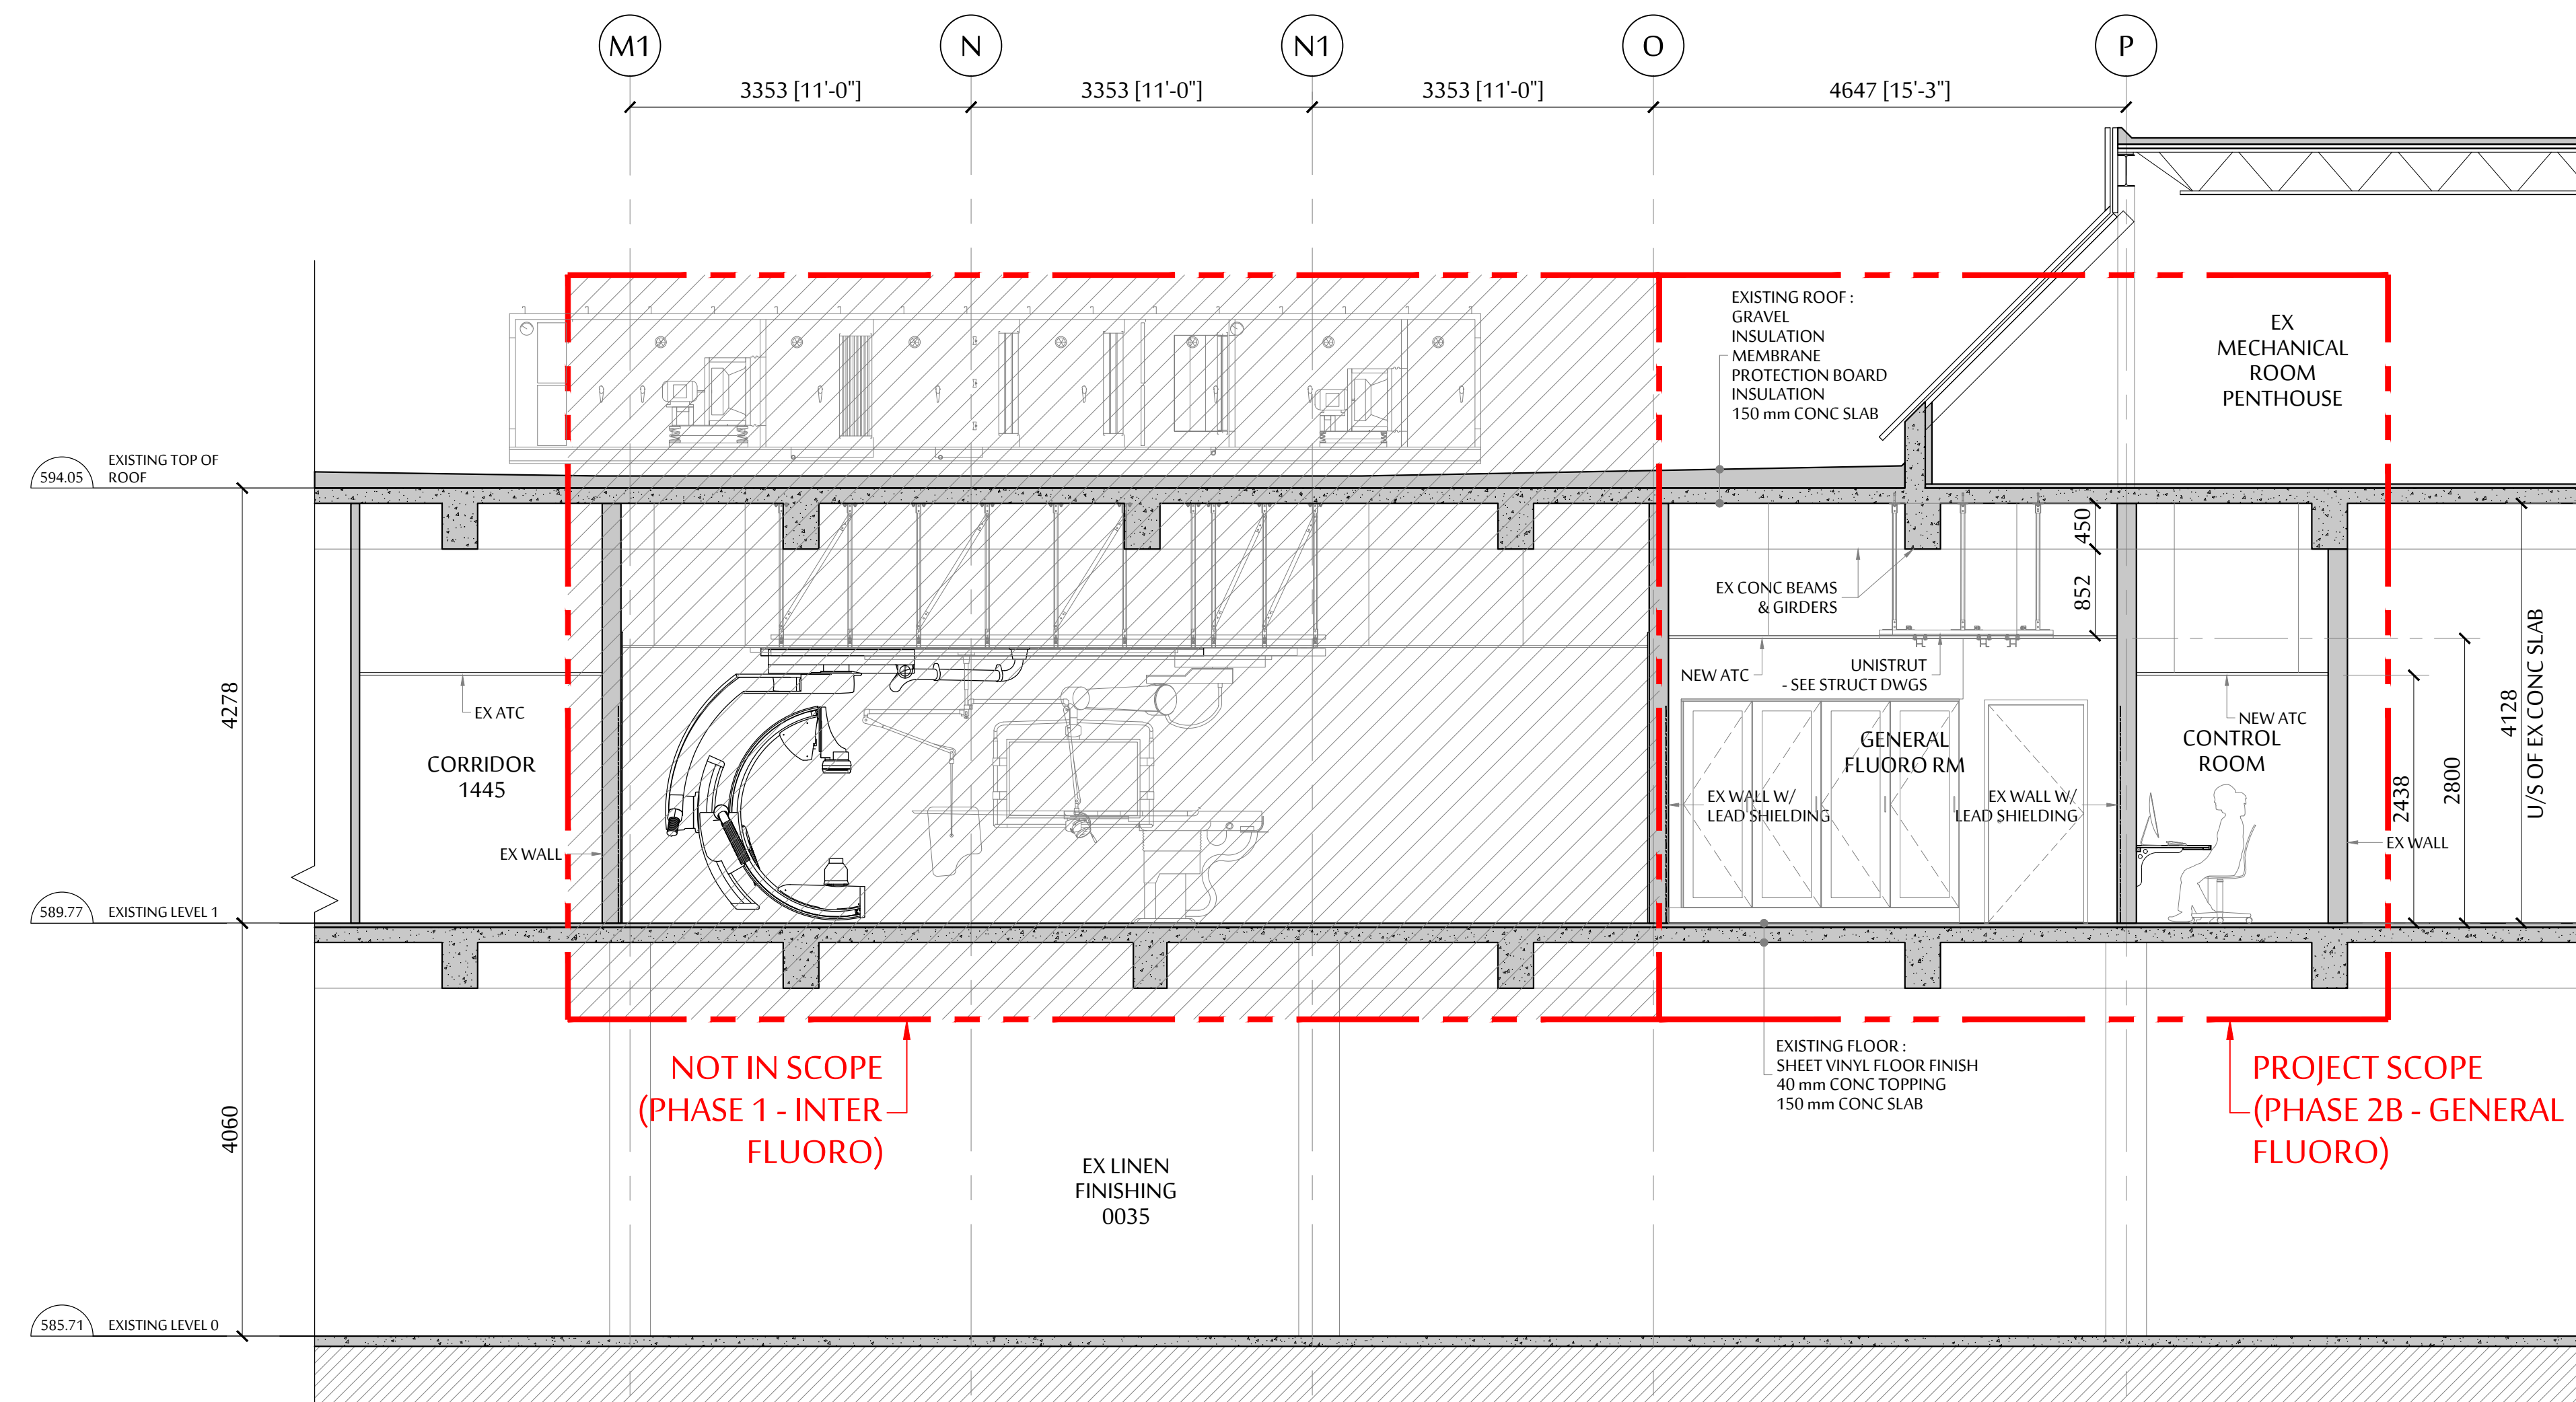 M1
N
N1
O
P
3353 [11'-0"]
3353 [11'-0"]
3353 [11'-0"]
4647 [15'-3"]
EXISTING ROOF :
GRAVEL
INSULATION
MEMBRANE
PROTECTION BOARD
INSULATION
150 mm CONC SLAB
EX
MECHANICAL
ROOM
PENTHOUSE
594.05
EXISTING TOP OF
ROOF
450
852
EX CONC BEAMS
& GIRDERS
NEW ATC
UNISTRUT
- SEE STRUCT DWGS
4278
EX ATC
CORRIDOR
1445
EX WALL
GENERAL
FLUORO RM
EX WALL W/
LEAD SHIELDING
EX WALL W/
LEAD SHIELDING
NEW ATC
CONTROL
ROOM
EX WALL
2438
2800
4128
U/S OF EX CONC SLAB
589.77
EXISTING LEVEL 1
NOT IN SCOPE
(PHASE 1 - INTER
FLUORO)
EXISTING FLOOR :
SHEET VINYL FLOOR FINISH
40 mm CONC TOPPING
150 mm CONC SLAB
PROJECT SCOPE
(PHASE 2B - GENERAL
FLUORO)
4060
EX LINEN
FINISHING
0035
585.71
EXISTING LEVEL 0